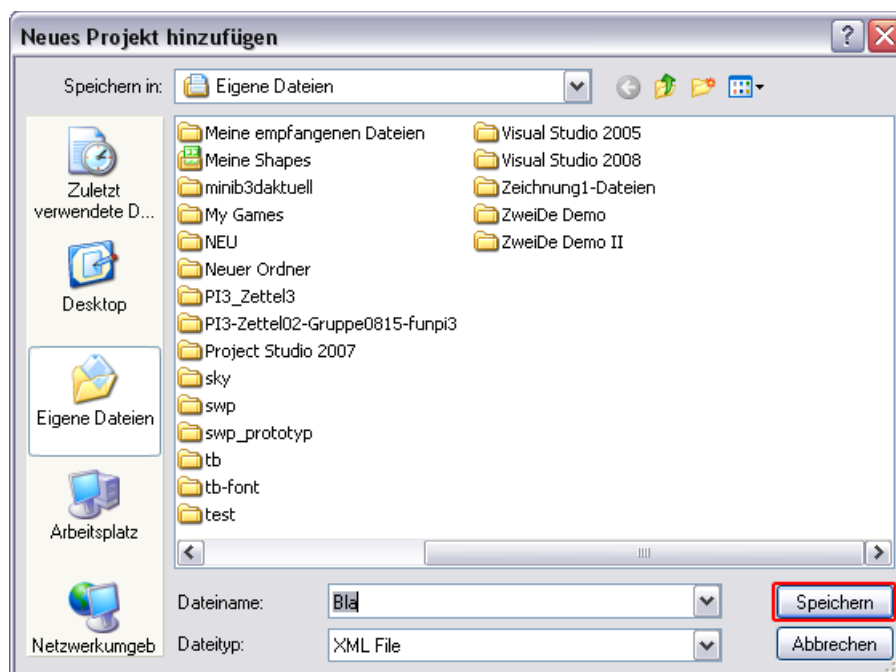 Neues Projekt hinzufügen
Speichern in:
Eigene Dateien
Zuletzt
verwendete D...
Desktop
Eigene Dateien
Arbeitsplatz
Netzwerkumgeb
Meine empfangenen Dateien
Meine Shapes
minib3daktuell
My Games
NEU
Neuer Ordner
PI3_Zettel3
PI3-Zettel02-Gruppe0815-funpi3
Project Studio 2007
sky
swp
swp_prototyp
tb
tb-font
test
Visual Studio 2005
Visual Studio 2008
Zeichnung1-Dateien
ZweiDe Demo
ZweiDe Demo II
Dateiname:
Bla
Speichern
Dateityp:
XML File
Abbrechen